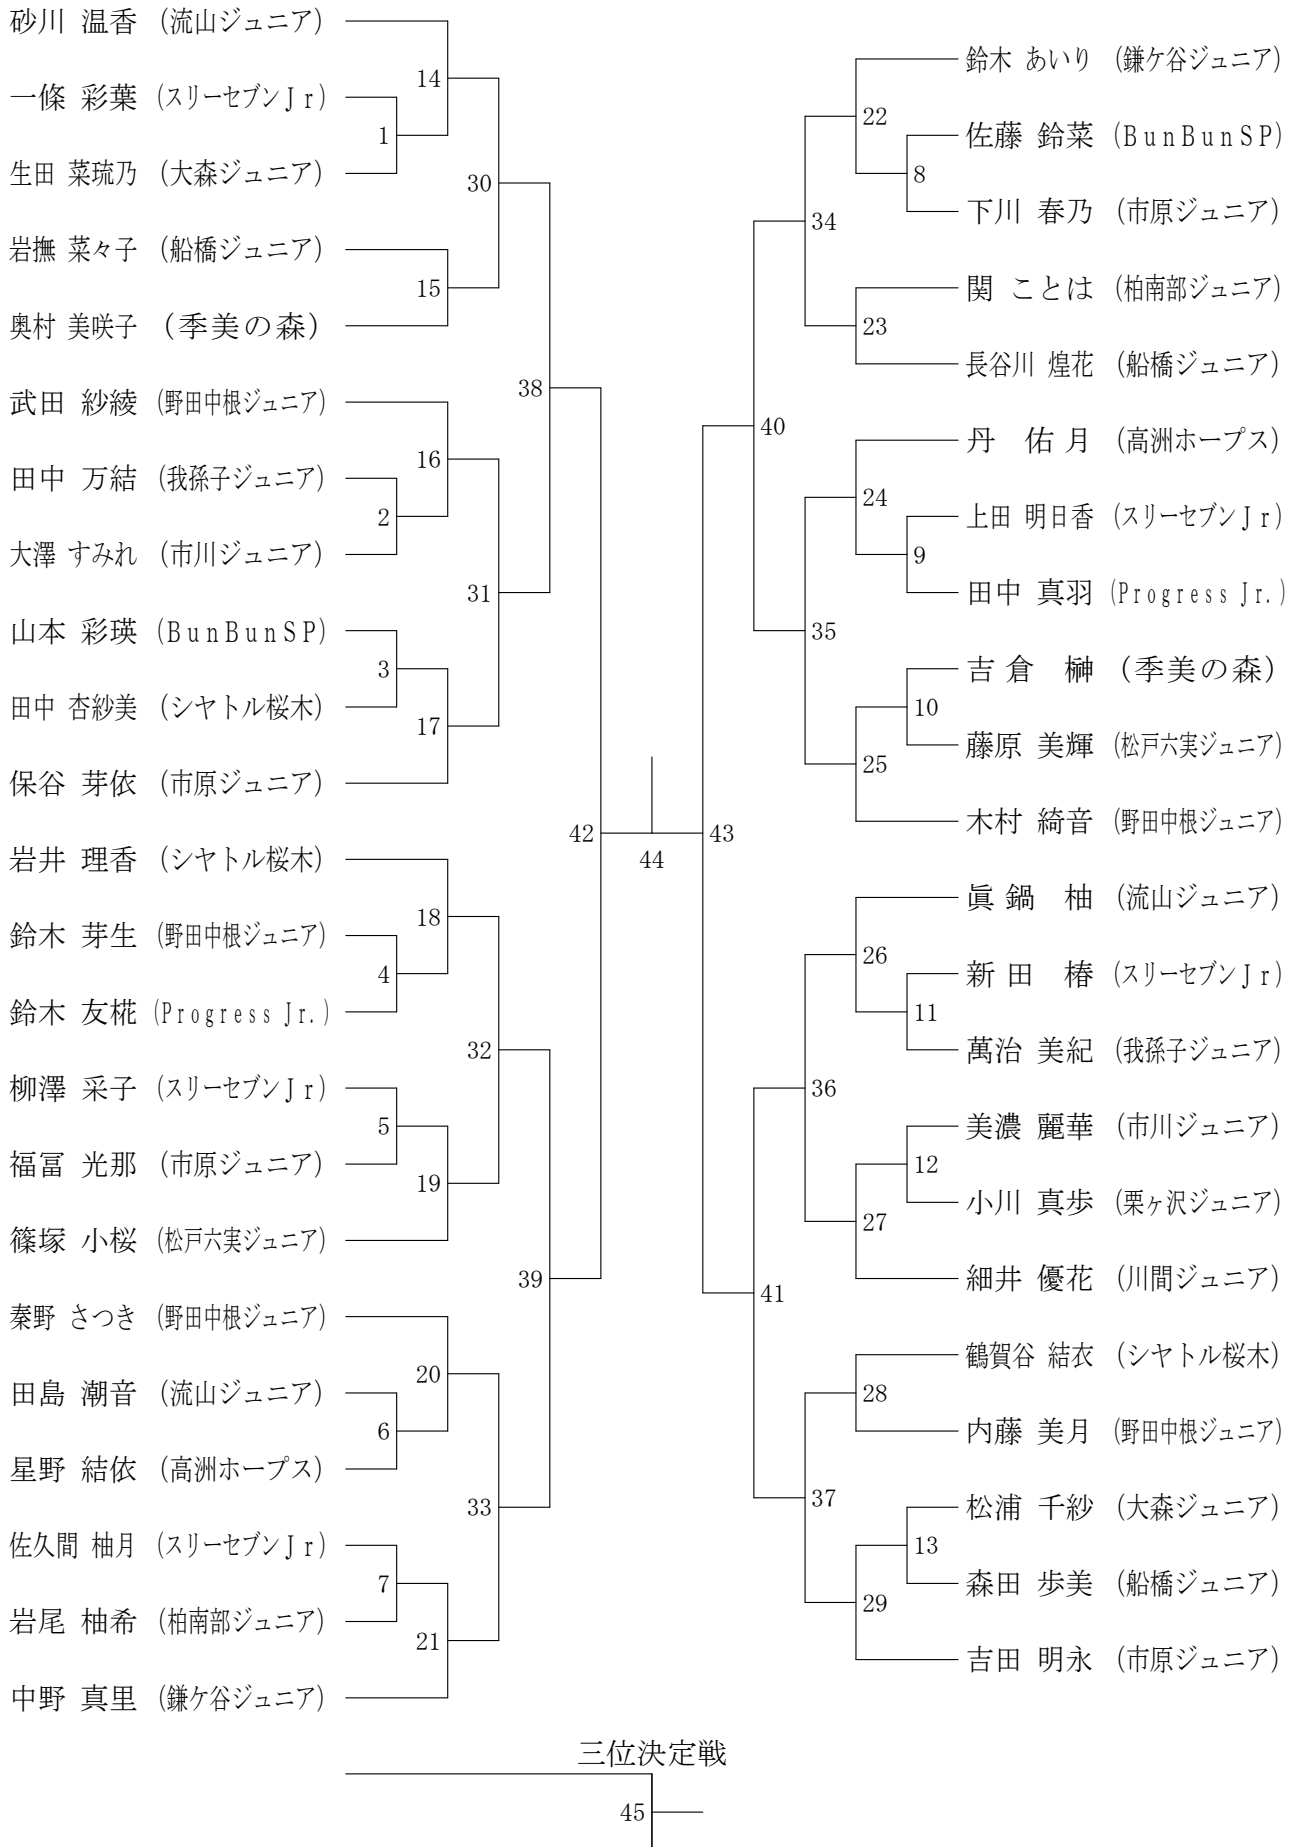 砂川 温香 (流山ジュニア)
一條 彩葉 (スリーセブンJr)
生田 菜琉乃 (大森ジュニア)
岩撫 菜々子 (船橋ジュニア)
奥村 美咲子 (季美の森)
武田 紗綾 (野田中根ジュニア)
田中 万結 (我孫子ジュニア)
大澤 すみれ (市川ジュニア)
山本 彩瑛 (BunBunSP)
田中 杏紗美 (シヤトル桜木)
保谷 芽依 (市原ジュニア)
岩井 理香 (シヤトル桜木)
鈴木 芽生 (野田中根ジュニア)
鈴木 友椛 (Progress Jr.)
柳澤 采子 (スリーセブンJr)
福冨 光那 (市原ジュニア)
篠塚 小桜 (松戸六実ジュニア)
秦野 さつき (野田中根ジュニア)
田島 潮音 (流山ジュニア)
星野 結依 (高洲ホープス)
佐久間 柚月 (スリーセブンJr)
岩尾 柚希 (柏南部ジュニア)
中野 真里 (鎌ケ谷ジュニア)
1
2
3
4
5
6
7
14
15
16
17
18
19
20
21
30
31
32
33
38
39
42
44
43
40
41
34
35
36
37
22
23
24
25
26
27
28
29
8
9
10
11
12
13
鈴木 あいり (鎌ケ谷ジュニア)
佐藤 鈴菜 (BunBunSP)
下川 春乃 (市原ジュニア)
関 ことは (柏南部ジュニア)
長谷川 煌花 (船橋ジュニア)
丹 佑月 (高洲ホープス)
上田 明日香 (スリーセブンJr)
田中 真羽 (Progress Jr.)
吉倉 榊 (季美の森)
藤原 美輝 (松戸六実ジュニア)
木村 綺音 (野田中根ジュニア)
眞鍋 柚 (流山ジュニア)
新田 椿 (スリーセブンJr)
萬治 美紀 (我孫子ジュニア)
美濃 麗華 (市川ジュニア)
小川 真歩 (栗ヶ沢ジュニア)
細井 優花 (川間ジュニア)
鶴賀谷 結衣 (シヤトル桜木)
内藤 美月 (野田中根ジュニア)
松浦 千紗 (大森ジュニア)
森田 歩美 (船橋ジュニア)
吉田 明永 (市原ジュニア)
三位決定戦
45